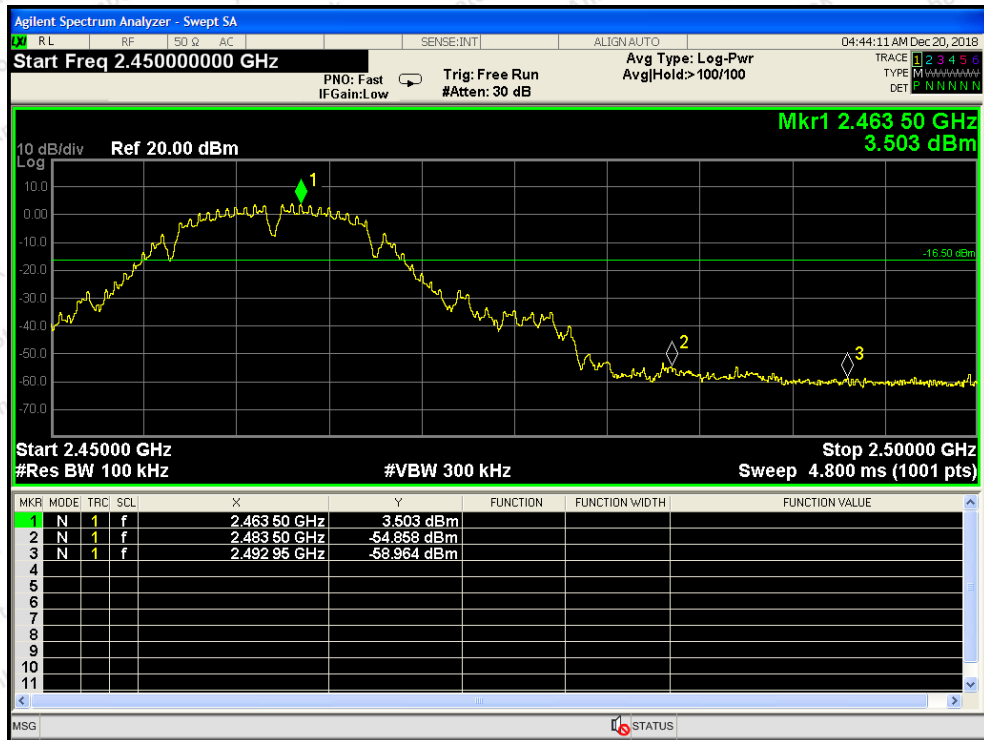 Agilent Spectrum Analyzer - Swept SA
LXI RL RF 50 Ω AC SENSE:INT ALIGN AUTO 04:44:11 AM Dec 20, 2018
Start Freq 2.450000000 GHz
PNO: Fast
IFGain:Low
Trig: Free Run
#Atten: 30 dB
Avg Type: Log-Pwr
Avg|Hold:>100/100
TRACE 1 2 3 4 5 6
TYPE M
DET P N N N N N
Mkr1 2.463 50 GHz
3.503 dBm
10 dB/div Ref 20.00 dBm
Log
10.0
0.00
-10.0
-20.0
-30.0
-40.0
-50.0
-60.0
-70.0
1
-16.50 dBm
2
3
Start 2.45000 GHz Stop 2.50000 GHz
#Res BW 100 kHz #VBW 300 kHz Sweep 4.800 ms (1001 pts)
MKR MODE TRC SCL X Y FUNCTION FUNCTION WIDTH FUNCTION VALUE
1 N 1 f 2.463 50 GHz 3.503 dBm
2 N 1 f 2.483 50 GHz -54.858 dBm
3 N 1 f 2.492 95 GHz -58.964 dBm
4
5
6
7
8
9
10
11
MSG STATUS